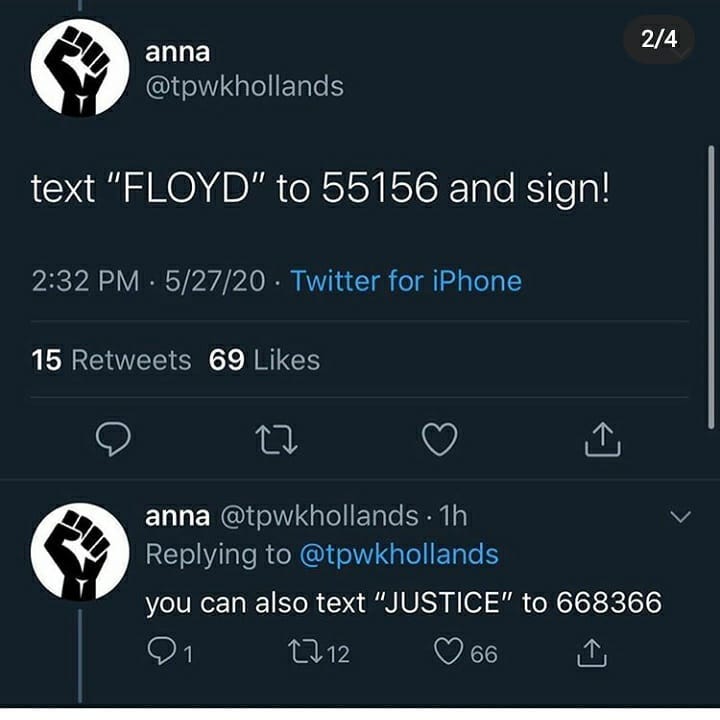 2/4
anna
@tpwkhollands
text “FLOYD” to 55156 and sign!
2:32 PM · 5/27/20 · Twitter for iPhone
15 Retweets 69 Likes
anna @tpwkhollands · 1h
Replying to @tpwkhollands
you can also text “JUSTICE” to 668366
1 12 66